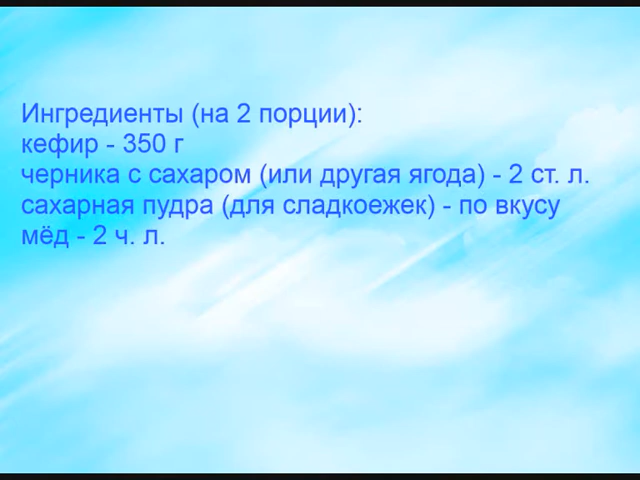 Ингредиенты (на 2 порции):
кефир - 350 г
черника с сахаром (или другая ягода) - 2 ст. л.
сахарная пудра (для сладкоежек) - по вкусу
мёд - 2 ч. л.